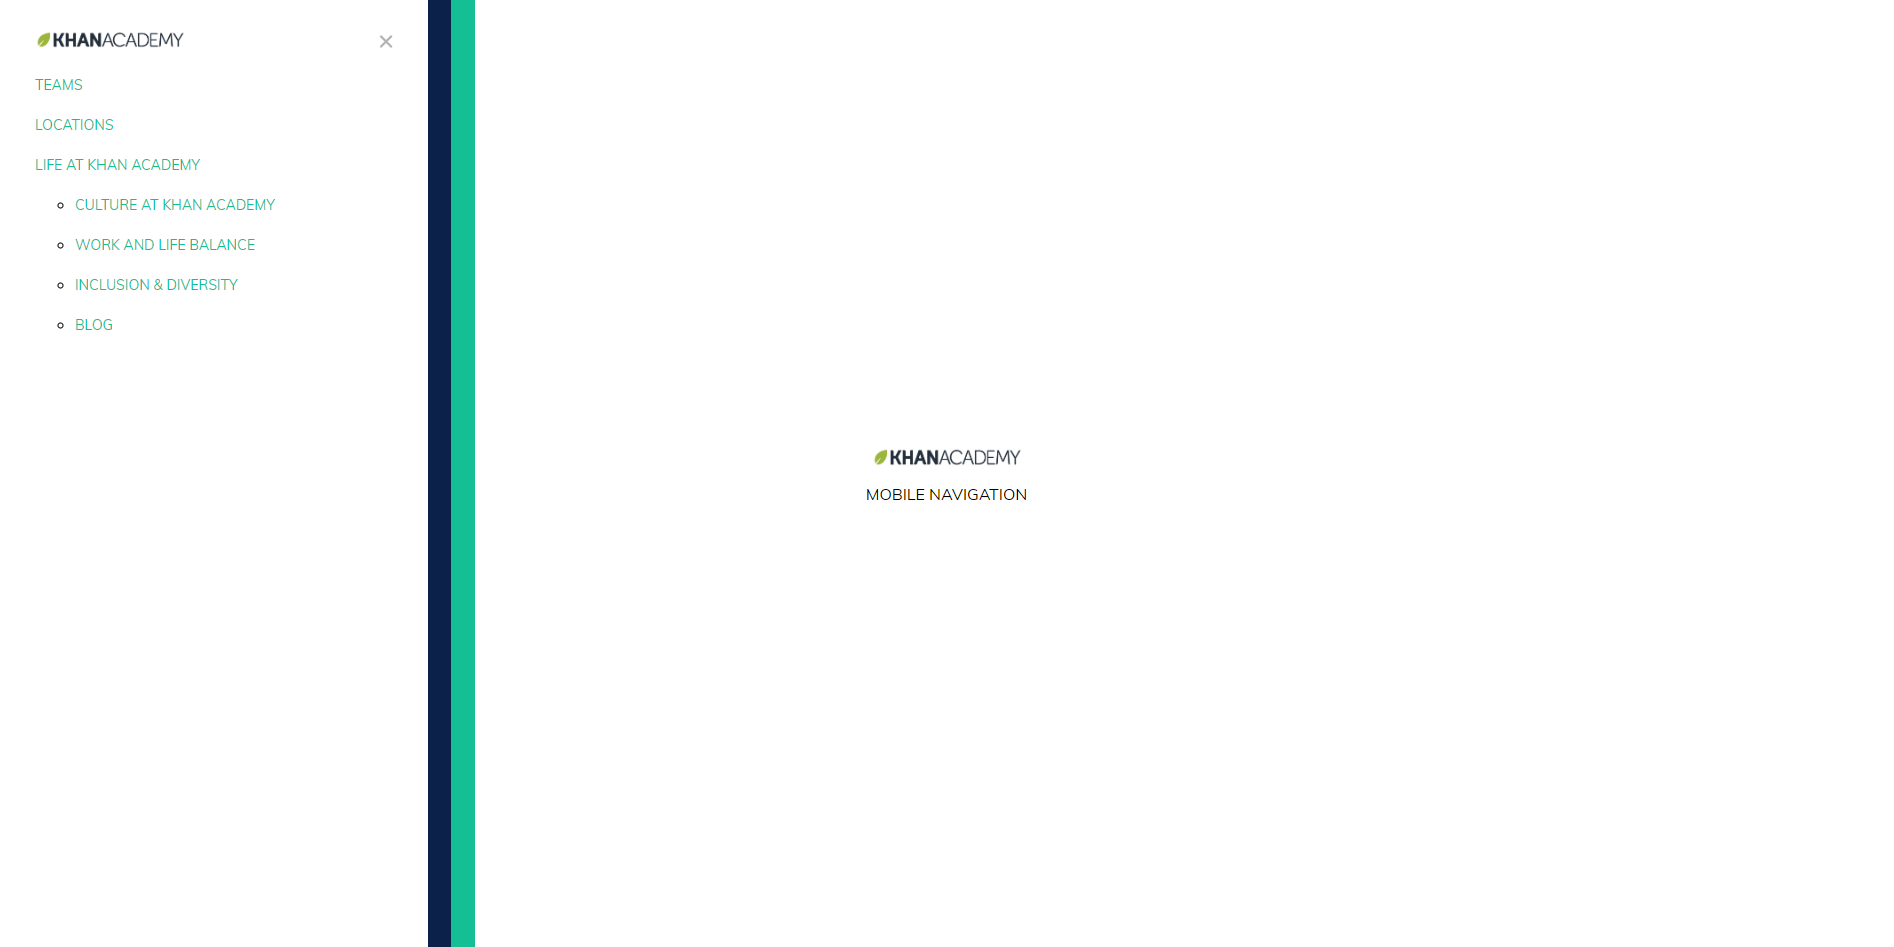 KHANACADEMY
TEAMS
LOCATIONS
LIFE AT KHAN ACADEMY
CULTURE AT KHAN ACADEMY
WORK AND LIFE BALANCE
INCLUSION & DIVERSITY
BLOG
KHANACADEMY
MOBILE NAVIGATION